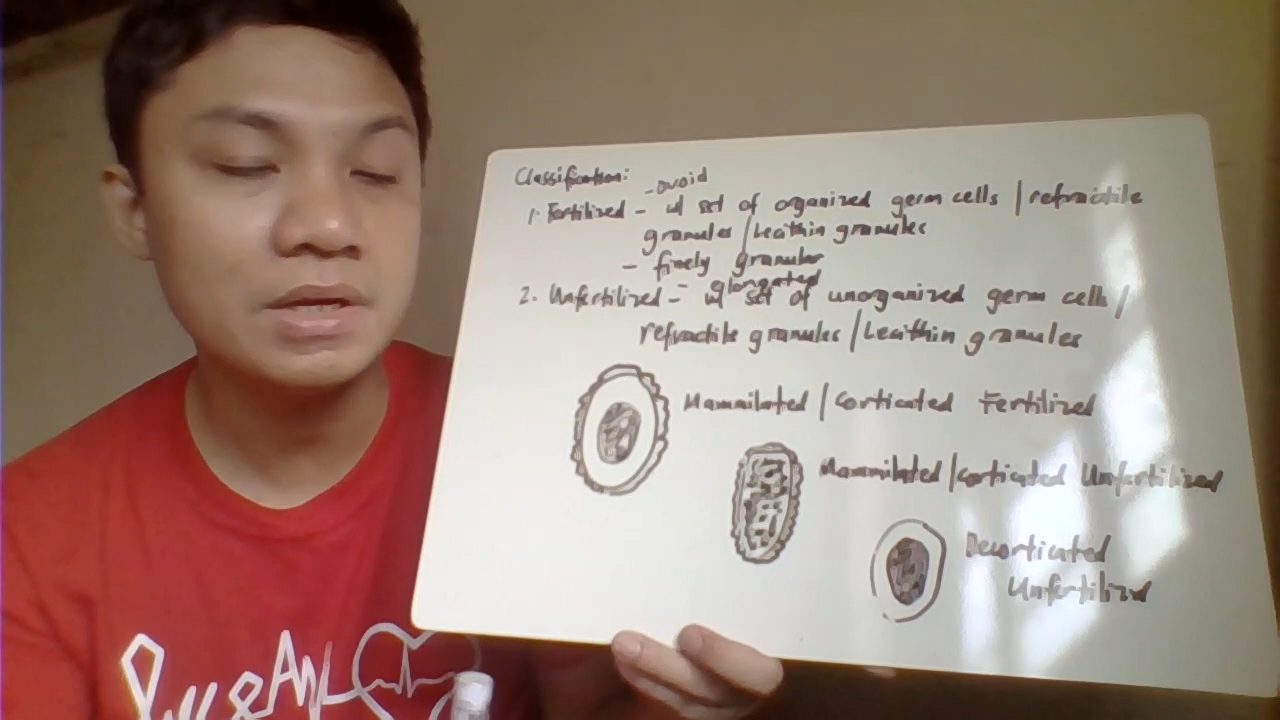 Classification:
- ovoid
1. Fertilized - w/ set of organized germ cells / refractile
granules / Lecithin granules
- finely granular
- elongated
2. Unfertilized - w/ set of unorganized germ cells /
refractile granules / Lecithin granules
Mammilated / Corticated Fertilized
Mammilated / Corticated Unfertilized
Decorticated
Unfertilized